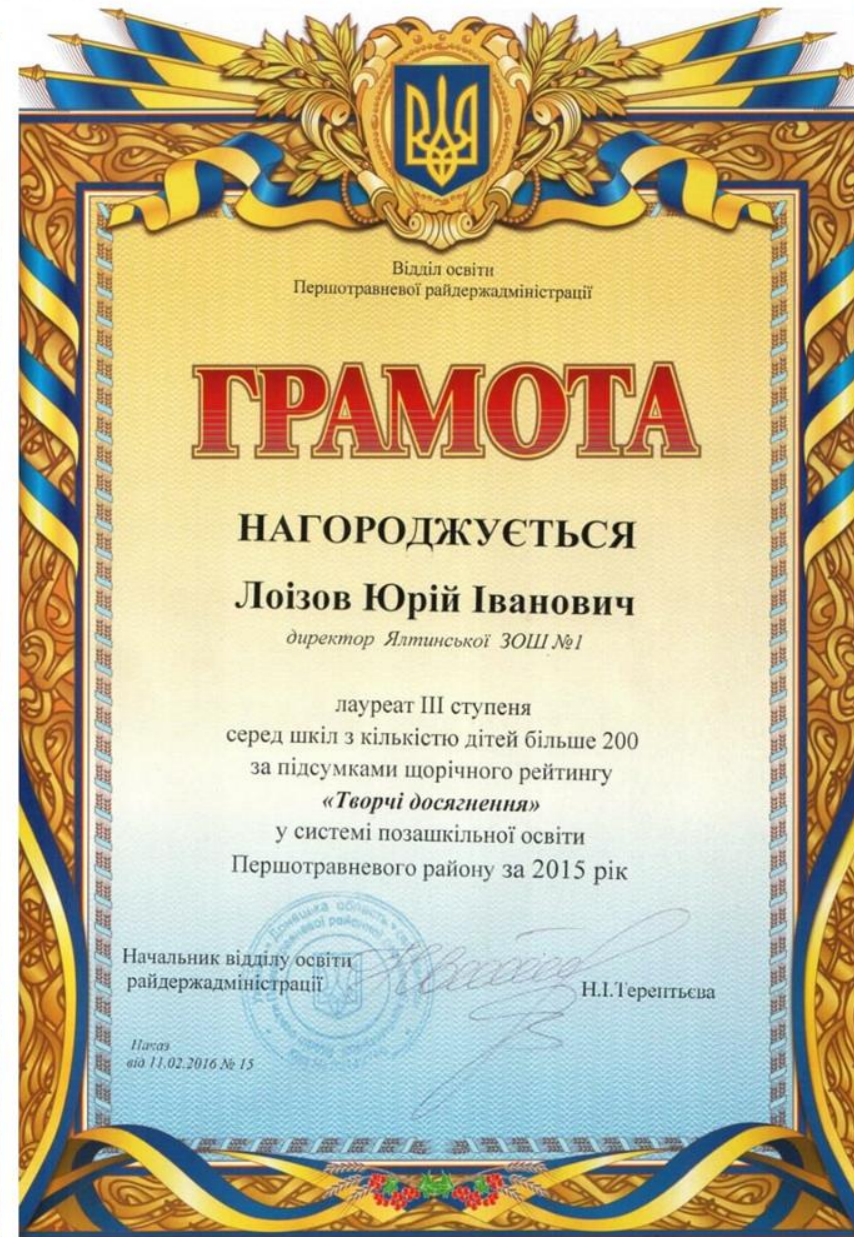 Відділ освіти
Першотравневої райдержадміністрації
ГРАМОТА
НАГОРОДЖУЄТЬСЯ
Лоізов Юрій Іванович
директор Ялтинської ЗОШ №1
лауреат ІІІ ступеня
серед шкіл з кількістю дітей більше 200
за підсумками щорічного рейтингу
«Творчі досягнення»
у системі позашкільної освіти
Першотравневого району за 2015 рік
Начальник відділу освіти
райдержадміністрації
Н.І.Терентьєва
Наказ
від 11.02.2016 № 15